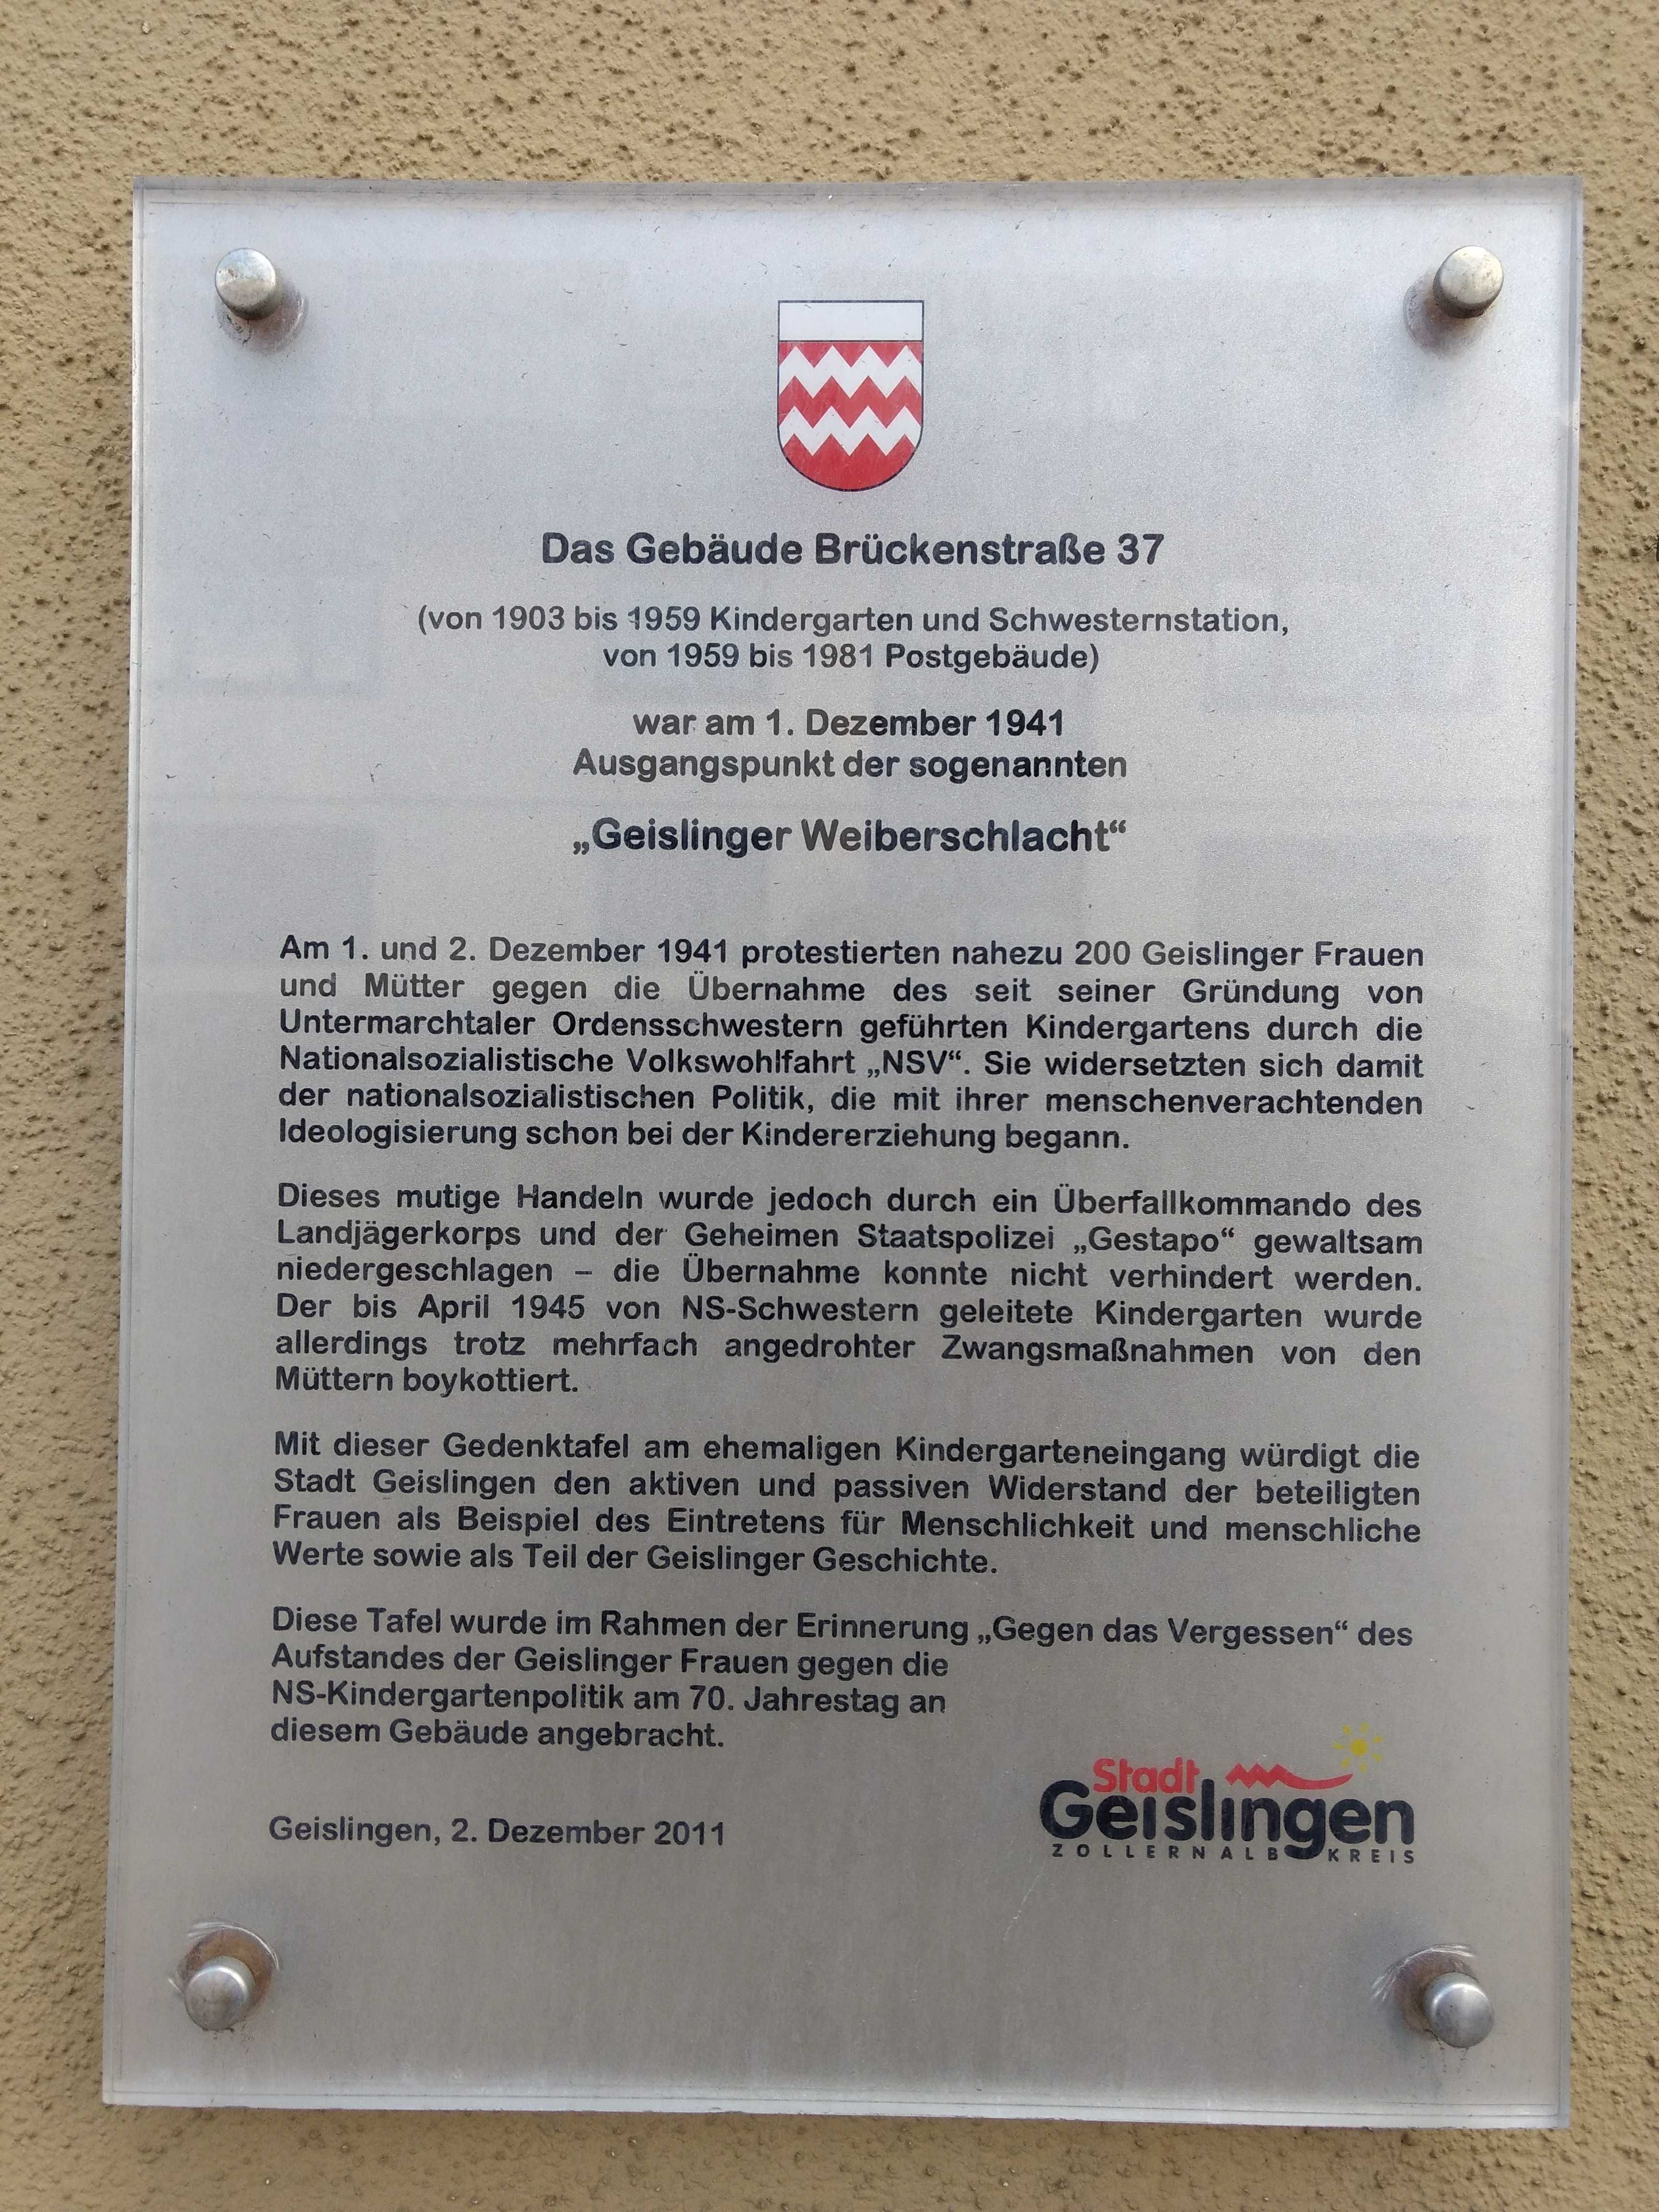 Das Gebäude Brückenstraße 37
(von 1903 bis 1959 Kindergarten und Schwesternstation,
von 1959 bis 1981 Postgebäude)
war am 1. Dezember 1941
Ausgangspunkt der sogenannten
„Geislinger Weiberschlacht“
Am 1. und 2. Dezember 1941 protestierten nahezu 200 Geislinger Frauen
und Mütter gegen die Übernahme des seit seiner Gründung von
Untermarchtaler Ordensschwestern geführten Kindergartens durch die
Nationalsozialistische Volkswohlfahrt „NSV“. Sie widersetzten sich damit
der nationalsozialistischen Politik, die mit ihrer menschenverachtenden
Ideologisierung schon bei der Kindererziehung begann.
Dieses mutige Handeln wurde jedoch durch ein Überfallkommando des
Landjägerkorps und der Geheimen Staatspolizei „Gestapo“ gewaltsam
niedergeschlagen – die Übernahme konnte nicht verhindert werden.
Der bis April 1945 von NS-Schwestern geleitete Kindergarten wurde
allerdings trotz mehrfach angedrohter Zwangsmaßnahmen von den
Müttern boykottiert.
Mit dieser Gedenktafel am ehemaligen Kindergarteneingang würdigt die
Stadt Geislingen den aktiven und passiven Widerstand der beteiligten
Frauen als Beispiel des Eintretens für Menschlichkeit und menschliche
Werte sowie als Teil der Geislinger Geschichte.
Diese Tafel wurde im Rahmen der Erinnerung „Gegen das Vergessen“ des
Aufstandes der Geislinger Frauen gegen die
NS-Kindergartenpolitik am 70. Jahrestag an
diesem Gebäude angebracht.
Geislingen, 2. Dezember 2011
Stadt
Geislingen
ZOLLERNALBKREIS